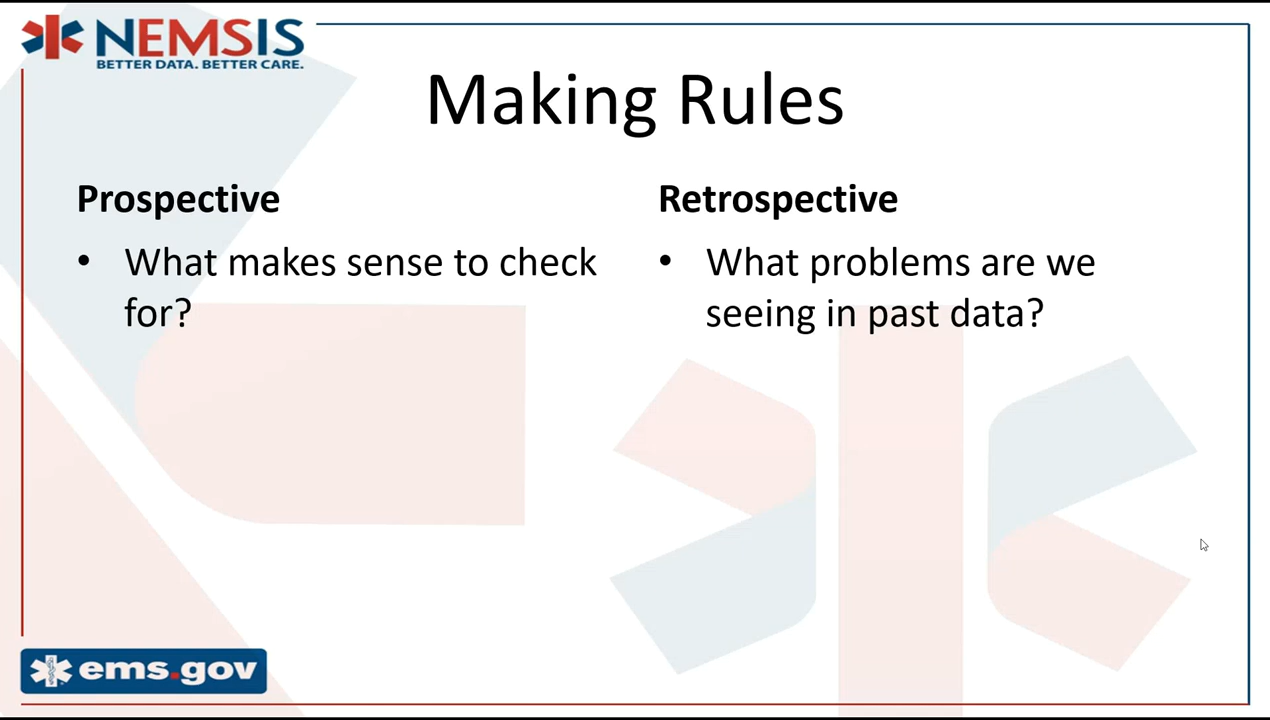 NEMSIS
BETTER DATA. BETTER CARE.
Making Rules
Prospective
• What makes sense to check
for?
Retrospective
• What problems are we
seeing in past data?
ems.gov